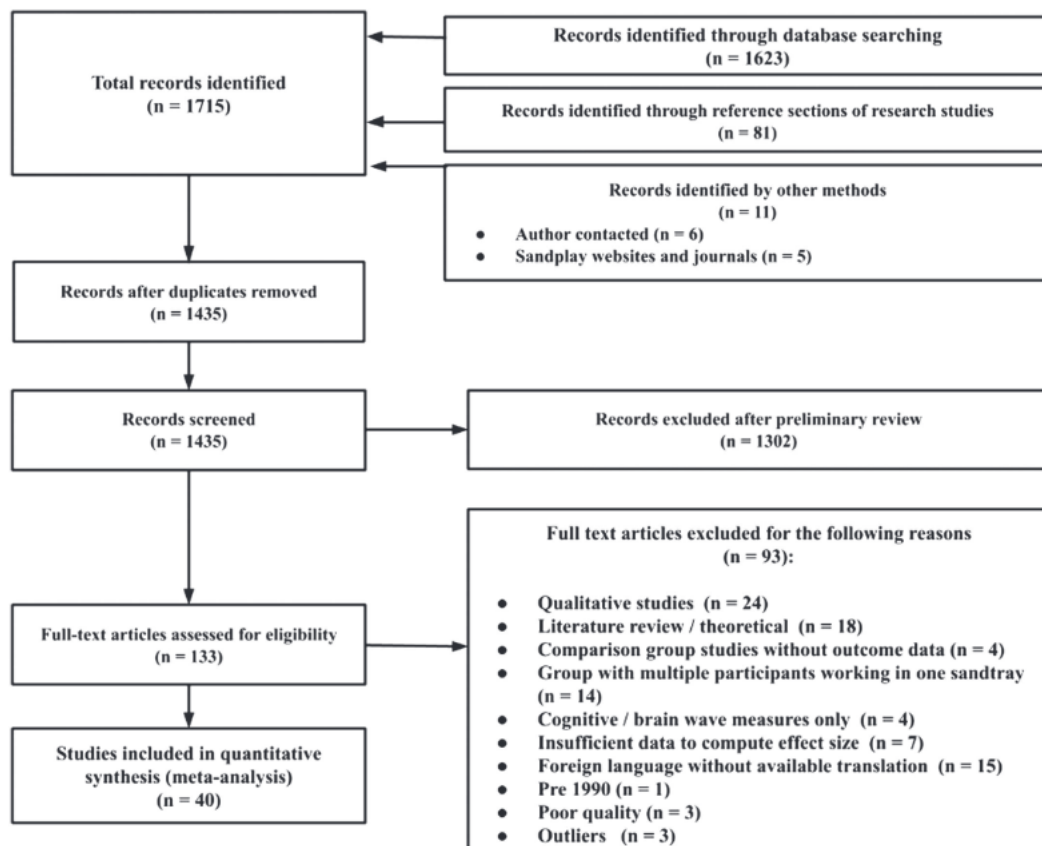 Total records identified
(n = 1715)
Records identified through database searching
(n = 1623)
Records identified through reference sections of research studies
(n = 81)
Records identified by other methods
(n = 11)
● Author contacted (n = 6)
● Sandplay websites and journals (n = 5)
Records after duplicates removed
(n = 1435)
Records screened
(n = 1435)
Records excluded after preliminary review
(n = 1302)
Full-text articles assessed for eligibility
(n = 133)
Full text articles excluded for the following reasons
(n = 93):
● Qualitative studies (n = 24)
● Literature review / theoretical (n = 18)
● Comparison group studies without outcome data (n = 4)
● Group with multiple participants working in one sandtray
(n = 14)
● Cognitive / brain wave measures only (n = 4)
● Insufficient data to compute effect size (n = 7)
● Foreign language without available translation (n = 15)
● Pre 1990 (n = 1)
● Poor quality (n = 3)
● Outliers (n = 3)
Studies included in quantitative
synthesis (meta-analysis)
(n = 40)